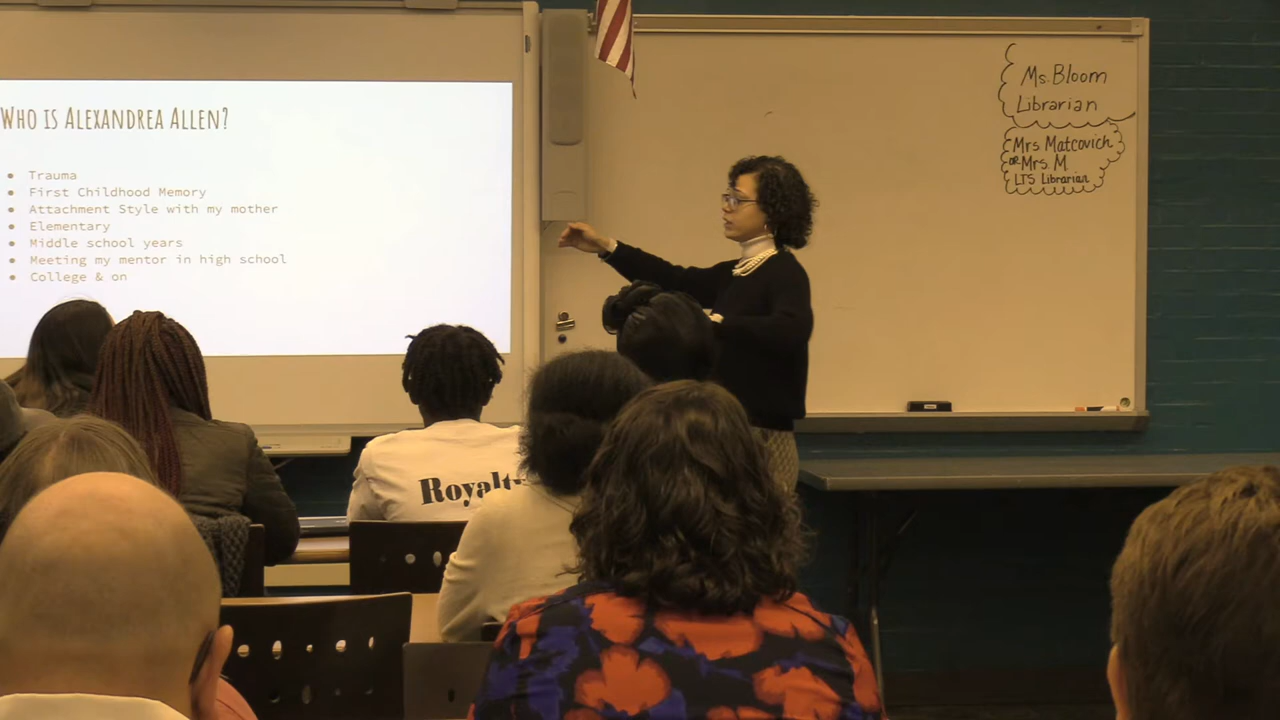 WHO IS ALEXANDREA ALLEN?
Trauma
First Childhood Memory
Attachment Style with my mother
Elementary
Middle school years
Meeting my mentor in high school
College & on
Ms. Bloom
Librarian
Mrs Matcovich
or Mrs. M
LTS Librarian